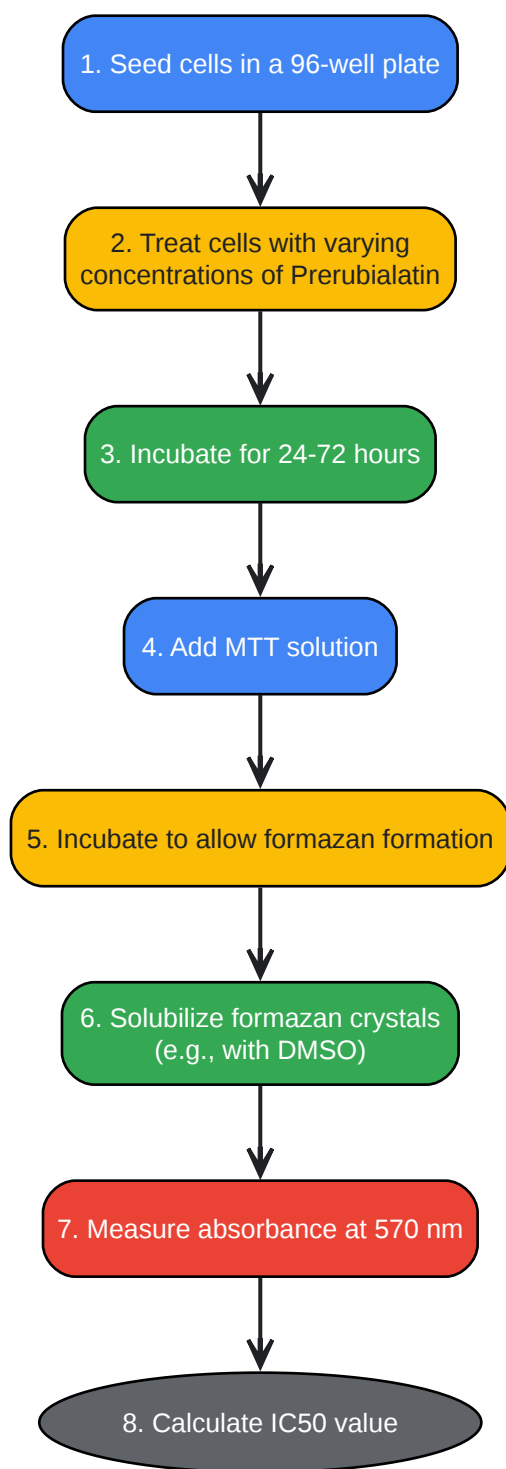 1. Seed cells in a 96-well plate
2. Treat cells with varying
concentrations of Prerubialatin
3. Incubate for 24-72 hours
4. Add MTT solution
5. Incubate to allow formazan formation
6. Solubilize formazan crystals
(e.g., with DMSO)
7. Measure absorbance at 570 nm
8. Calculate IC50 value